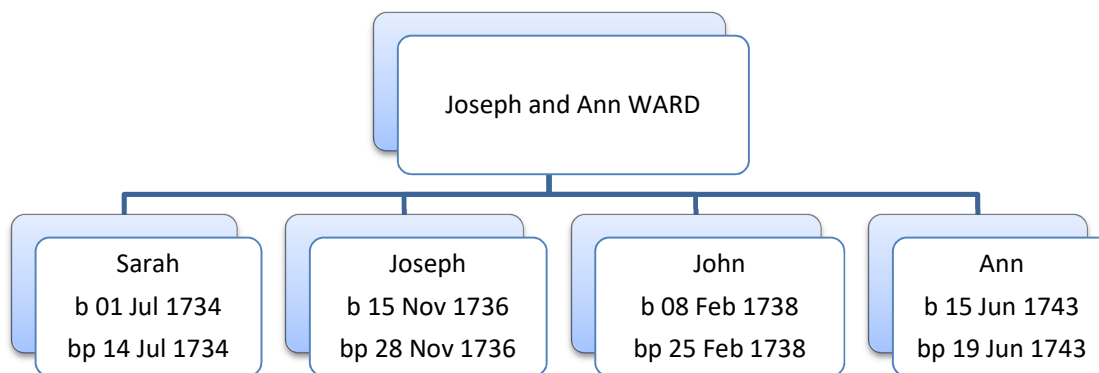 Joseph and Ann WARD
Sarah
b 01 Jul 1734
bp 14 Jul 1734
Joseph
b 15 Nov 1736
bp 28 Nov 1736
John
b 08 Feb 1738
bp 25 Feb 1738
Ann
b 15 Jun 1743
bp 19 Jun 1743